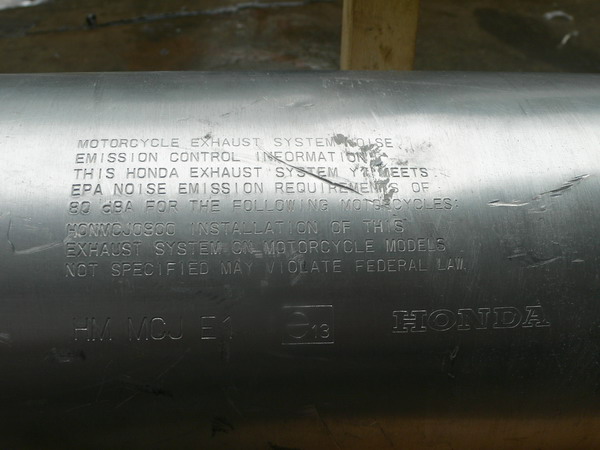 MOTORCYCLE EXHAUST SYSTEM NOISE
EMISSION CONTROL INFORMATION
THIS HONDA EXHAUST SYSTEM MEETS
EPA NOISE EMISSION REQUIREMENTS OF
80 dBA FOR THE FOLLOWING MOTORCYCLES:
INSTALLATION OF THIS
EXHAUST SYSTEM ON MOTORCYCLE MODELS
NOT SPECIFIED MAY VIOLATE FEDERAL LAW.
HM MCJ E1
e 13
HONDA